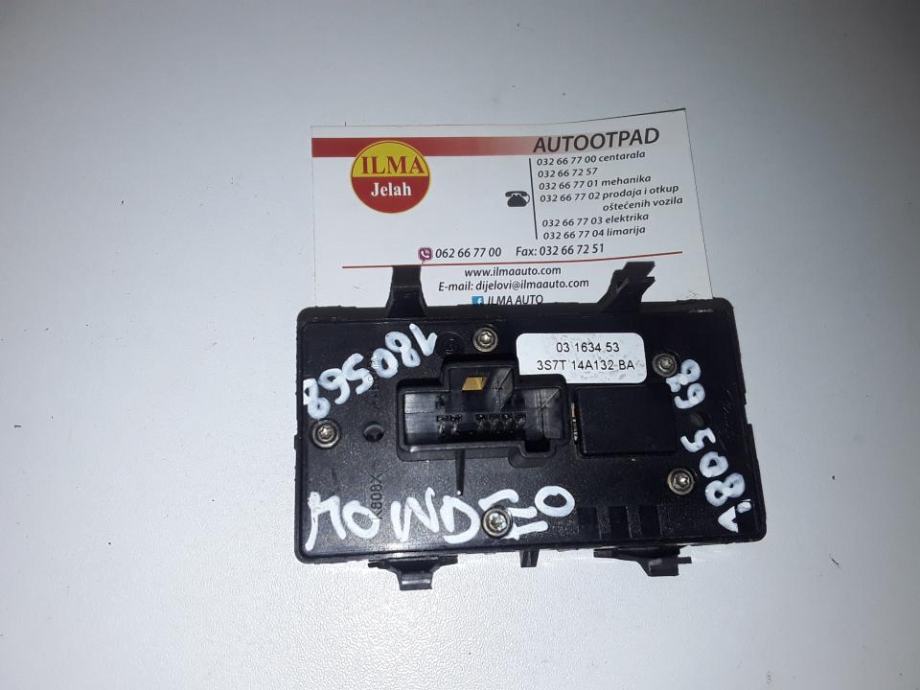 ILMA
Jelah
AUTOOTPAD
032 66 77 00 centarala
032 66 72 57
032 66 77 01 mehanika
032 66 77 02 prodaja i otkup
oštećenih vozila
032 66 77 03 elektrika
032 66 77 04 limarija
062 66 77 00 Fax: 032 66 72 51
www.ilmaauto.com
E-mail: dijelovi@ilmaauto.com
ILMA AUTO
03 1634 53
3S7T 14A132-BA
180568
180568
MONDEO